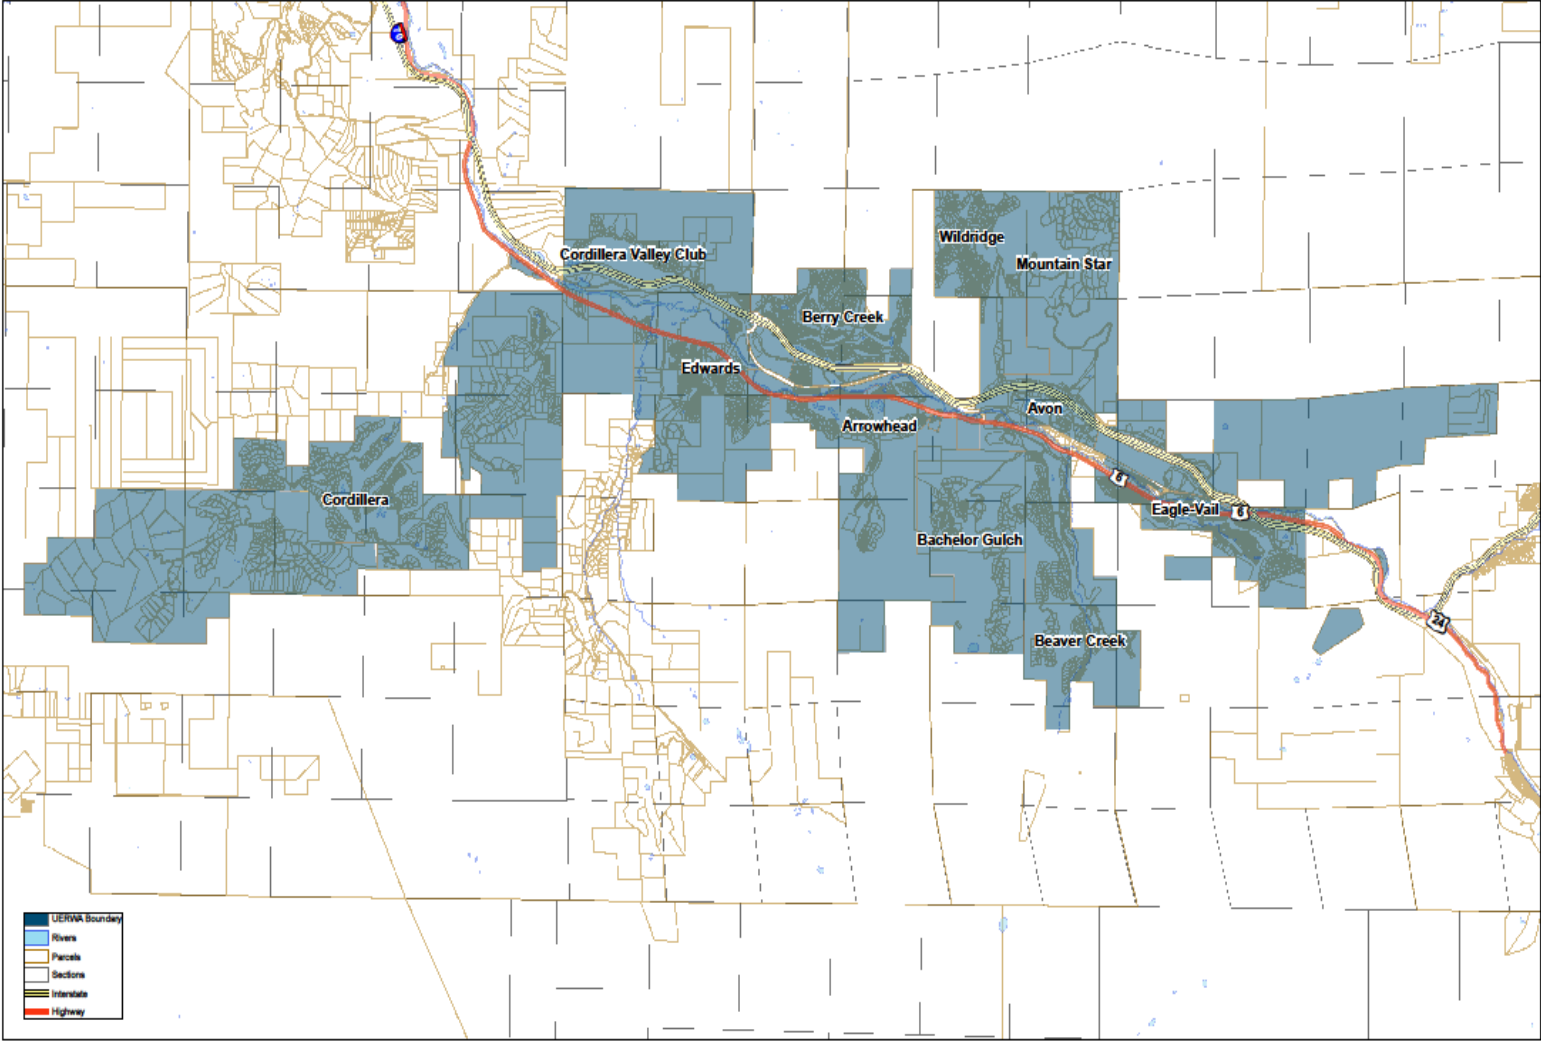 70
Wildridge
Cordillera Valley Club
Mountain Star
Berry Creek
Edwards
Avon
Arrowhead
6
Cordillera
Eagle-Vail
6
Bachelor Gulch
24
Beaver Creek
UERWA Boundary
Rivers
Parcels
Sections
Interstate
Highway